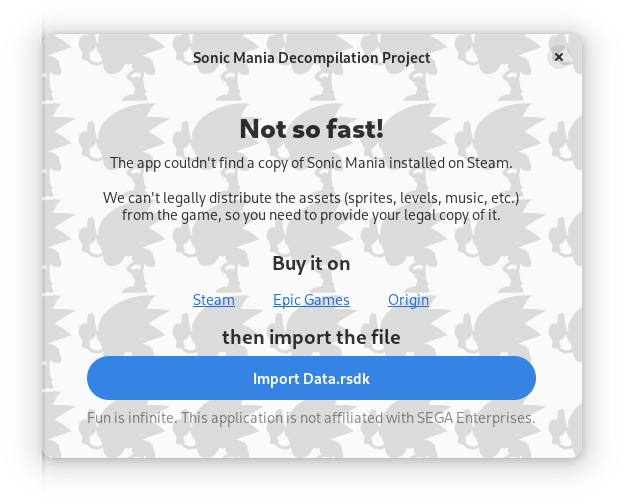 Sonic Mania Decompilation Project
Not so fast!
The app couldn't find a copy of Sonic Mania installed on Steam.
We can't legally distribute the assets (sprites, levels, music, etc.)
from the game, so you need to provide your legal copy of it.
Buy it on
Steam Epic Games Origin
then import the file
Import Data.rsdk
Fun is infinite. This application is not affiliated with SEGA Enterprises.